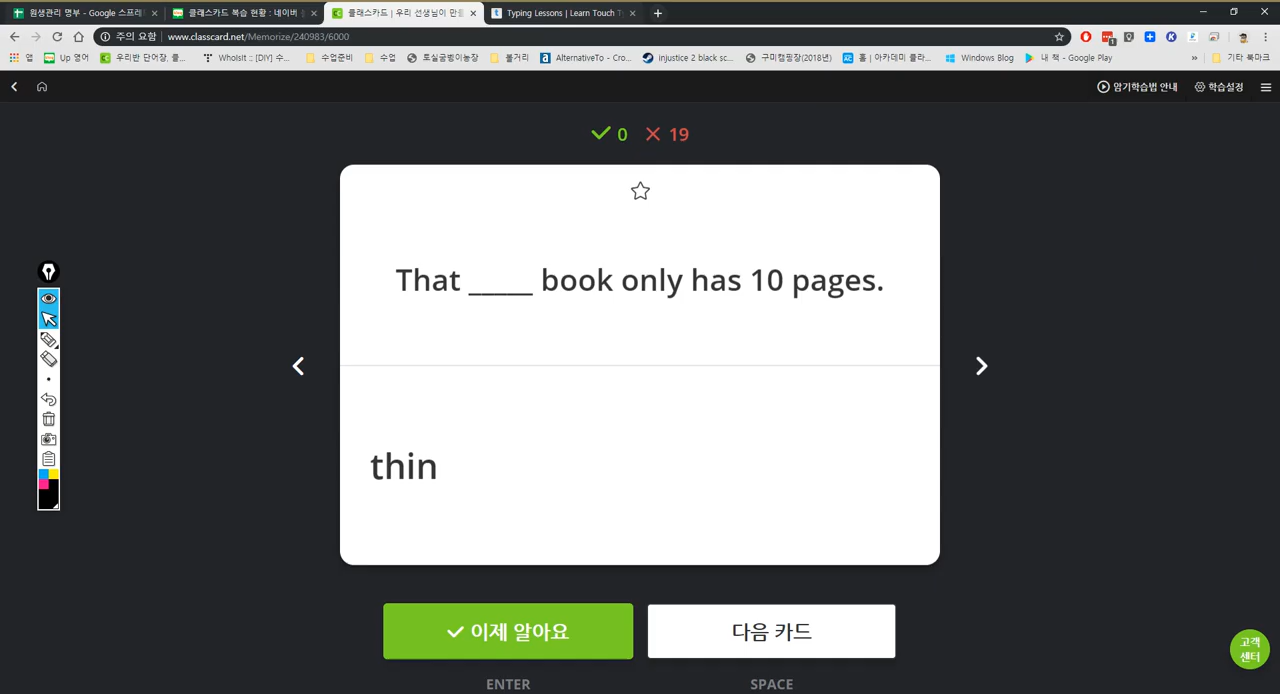 원생관리 명부 - Google 스프레
클래스카드 복습 현황 : 네이버
클래스카드 | 우리 선생님이 만
Typing Lessons | Learn Touch T
주의 요함 www.classcard.net/Memorize/240983/6000
앱 Up 영어 우리반 단어장, 클... WhoIst :: [DIY] 수... 수업준비 수업 토실굼벵이농장 볼거리 AlternativeTo - Cro... injustice 2 black sc... 구미캠핑장(2018년) 홈 | 아카데미 클라... Windows Blog 내 책 - Google Play » 기타 북마크
암기학습법 안내 학습설정
0 19
That _____ book only has 10 pages.
thin
이제 알아요 다음 카드
ENTER SPACE
고객
센터